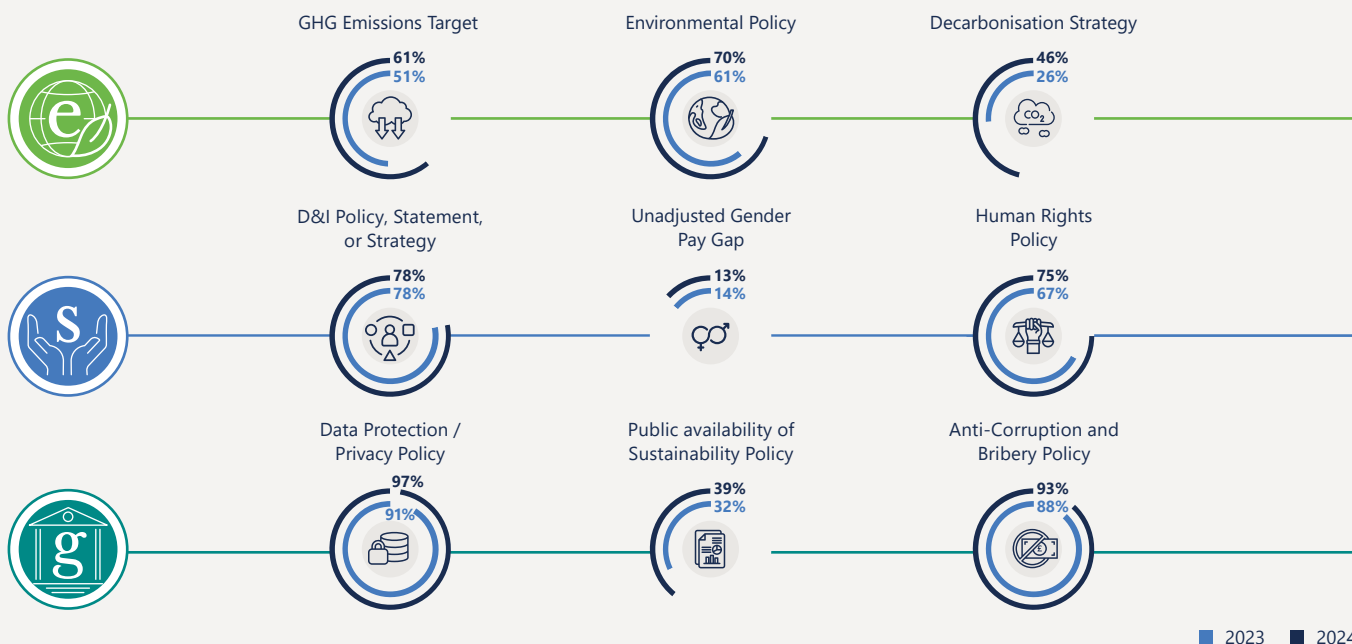 GHG Emissions Target
Environmental Policy
Decarbonisation Strategy
61%
51%
70%
61%
46%
26%
e
CO2
D&I Policy, Statement,
or Strategy
Unadjusted Gender
Pay Gap
Human Rights
Policy
78%
78%
13%
14%
75%
67%
s
Data Protection /
Privacy Policy
Public availability of
Sustainability Policy
Anti-Corruption and
Bribery Policy
97%
91%
39%
32%
93%
88%
g
£
2023
2024